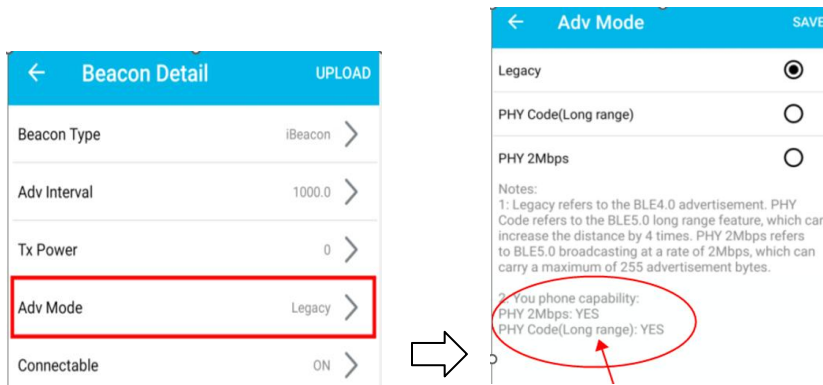 Beacon Detail UPLOAD
Beacon Type iBeacon
Adv Interval 1000.0
Tx Power 0
Adv Mode Legacy
Connectable ON
Adv Mode SAVE
Legacy
PHY Code(Long range)
PHY 2Mbps
Notes:
1: Legacy refers to the BLE4.0 advertisement. PHY
Code refers to the BLE5.0 long range feature, which can
increase the distance by 4 times. PHY 2Mbps refers
to BLE5.0 broadcasting at a rate of 2Mbps, which can
carry a maximum of 255 advertisement bytes.
2: You phone capability:
PHY 2Mbps: YES
PHY Code(Long range): YES